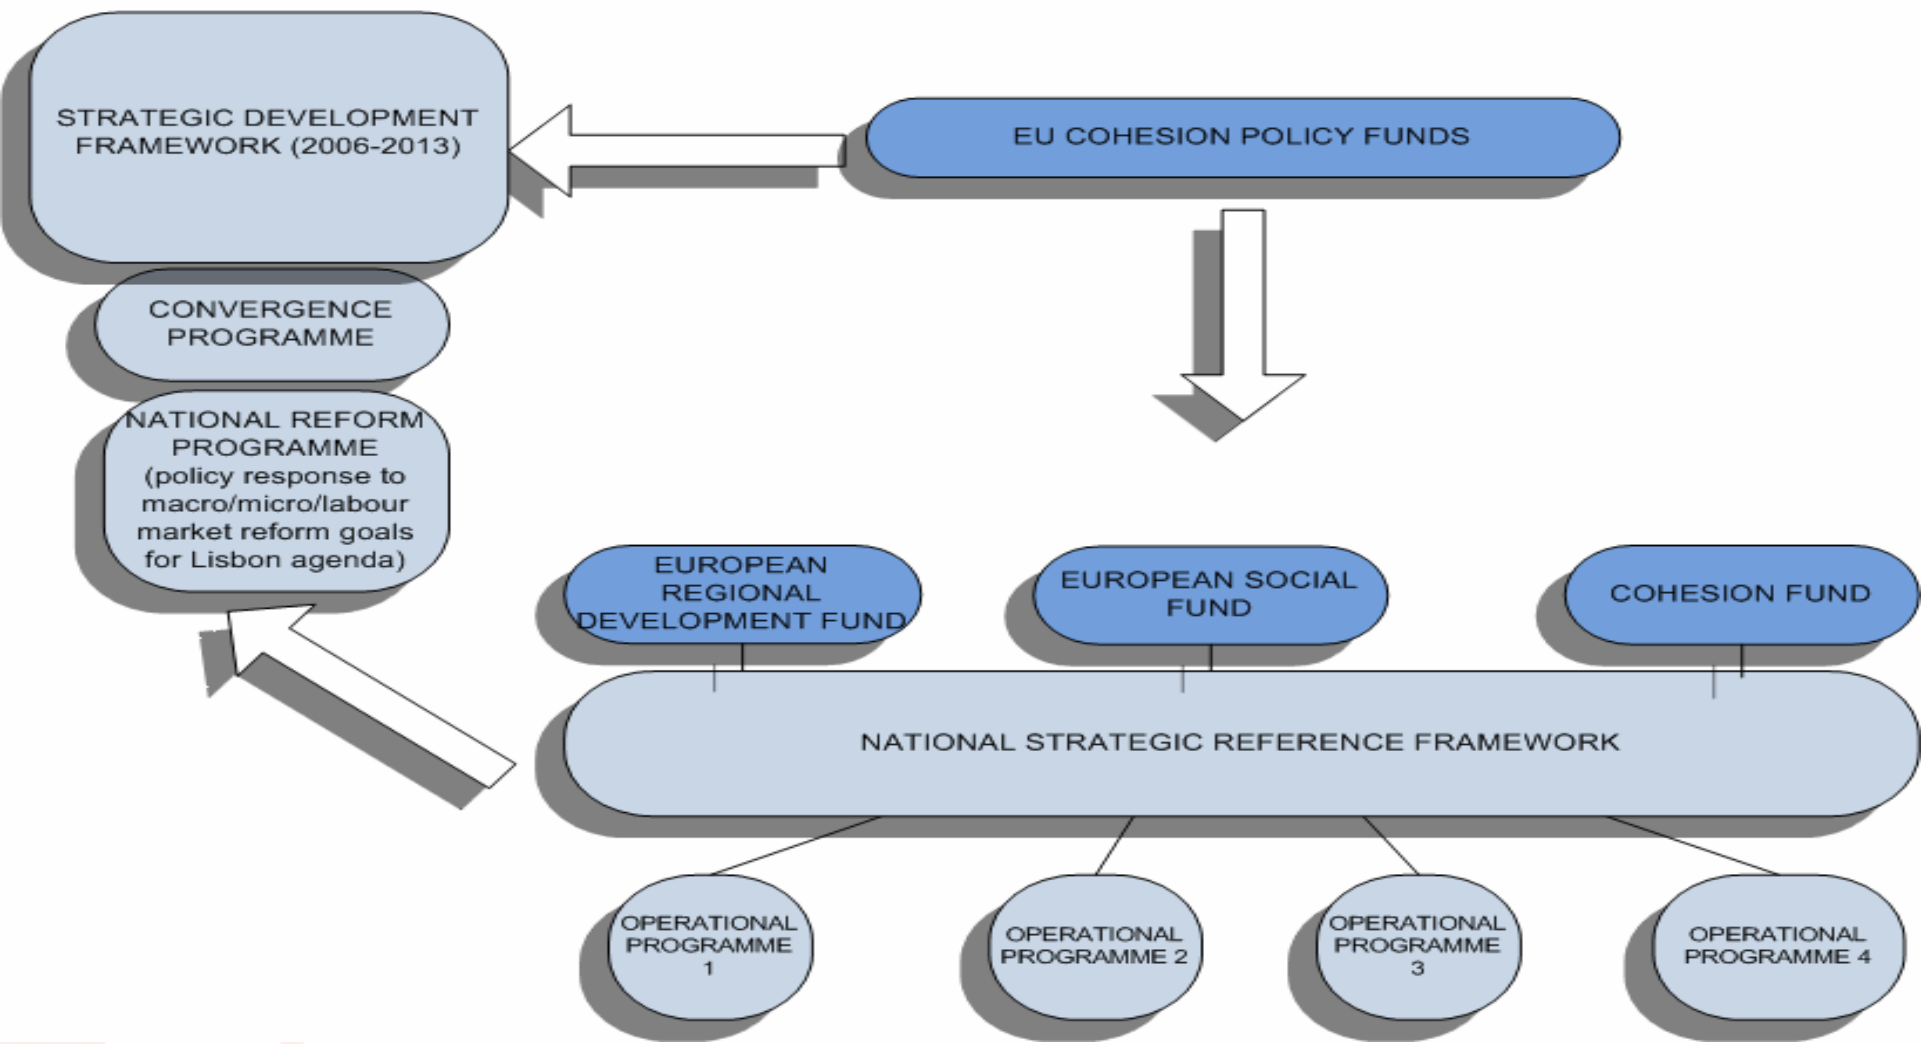 STRATEGIC DEVELOPMENT
FRAMEWORK (2006-2013)
EU COHESION POLICY FUNDS
CONVERGENCE
PROGRAMME
NATIONAL REFORM
PROGRAMME
(policy response to
macro/micro/labour
market reform goals
for Lisbon agenda)
EUROPEAN
REGIONAL
DEVELOPMENT FUND
EUROPEAN SOCIAL
FUND
COHESION FUND
NATIONAL STRATEGIC REFERENCE FRAMEWORK
OPERATIONAL
PROGRAMME
1
OPERATIONAL
PROGRAMME 2
OPERATIONAL
PROGRAMME
3
OPERATIONAL
PROGRAMME 4